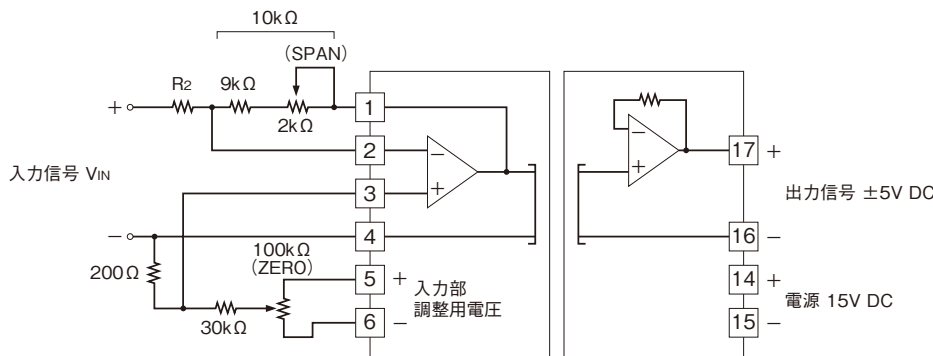 10kΩ
(SPAN)
R2
9kΩ
2kΩ
+
入力信号 VIN
−
200Ω
30kΩ
100kΩ
(ZERO)
1
2
3
4
5
6
−
+
+
入力部
調整用電圧
−
−
+
17 +
出力信号 ±5V DC
16 −
14 +
電源 15V DC
15 −